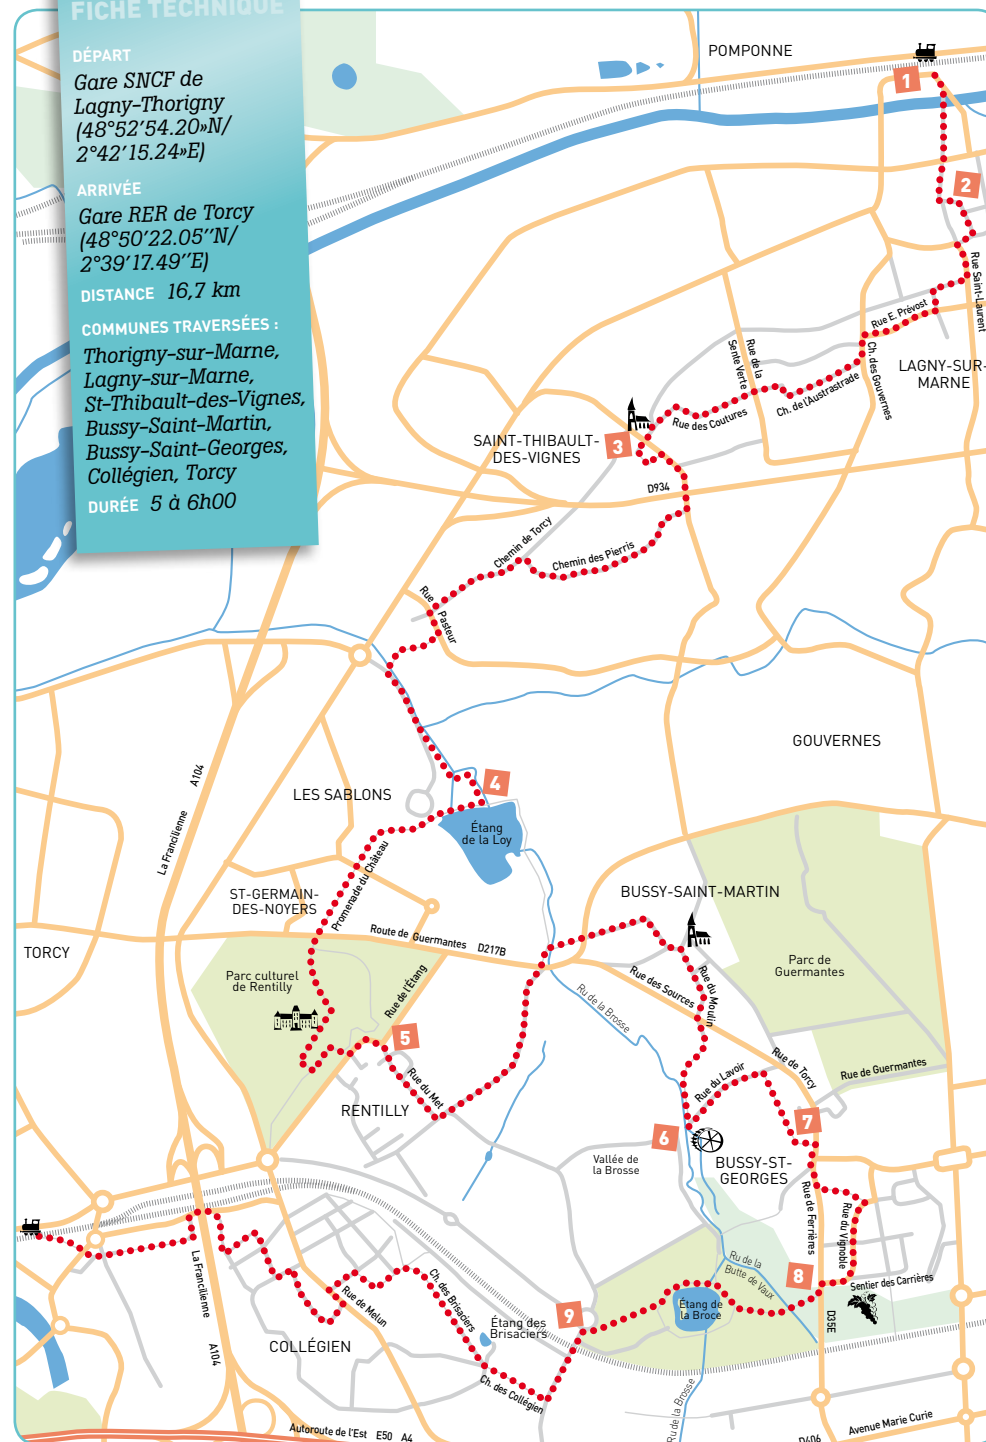 FICHE TECHNIQUE
DÉPART
Gare SNCF de
Lagny-Thorigny
(48°52'54.20»N/
2°42'15.24»E)
ARRIVÉE
Gare RER de Torcy
(48°50'22.05''N/
2°39'17.49''E)
DISTANCE 16,7 km
COMMUNES TRAVERSÉES :
Thorigny-sur-Marne,
Lagny-sur-Marne,
St-Thibault-des-Vignes,
Bussy-Saint-Martin,
Bussy-Saint-Georges,
Collégien, Torcy
DURÉE 5 à 6h00
POMPONNE
1
2
Rue Saint-Laurent
Rue E. Prévost
LAGNY-SUR-
MARNE
Ch. des Gouvernes
Rue de la
Sente Verte
Ch. de l'Austrastrade
Rue des Coutures
SAINT-THIBAULT-
DES-VIGNES
3
D934
Chemin de Torcy
Chemin des Pierris
Rue
Pasteur
GOUVERNES
A104
La Francilienne
LES SABLONS
4
Étang
de la Loy
Promenade du Château
ST-GERMAIN-
DES-NOYERS
BUSSY-SAINT-MARTIN
Route de Guermantes D217B
TORCY
Parc culturel
de Rentilly
Rue de l'Étang
Rue des Sources
Rue du Moulin
Parc de
Guermantes
Ru de la Brosse
5
Rue du Met
RENTILLY
Rue du Lavoir
Rue de Torcy
Rue de Guermantes
6
7
Vallée de
la Brosse
BUSSY-ST-
GEORGES
Rue de Ferrières
Rue du Vignoble
La Francilienne
A104
Ru de la
Butte de Vaux
8
Sentier des Carrières
Étang de
la Broce
D35E
9
Ch. des Brisaciers
Étang des
Brisaciers
Rue de Melun
COLLÉGIEN
Ch. des Collégien
Ru de la Brosse
Autoroute de l'Est E50 A4
Avenue Marie Curie
D406